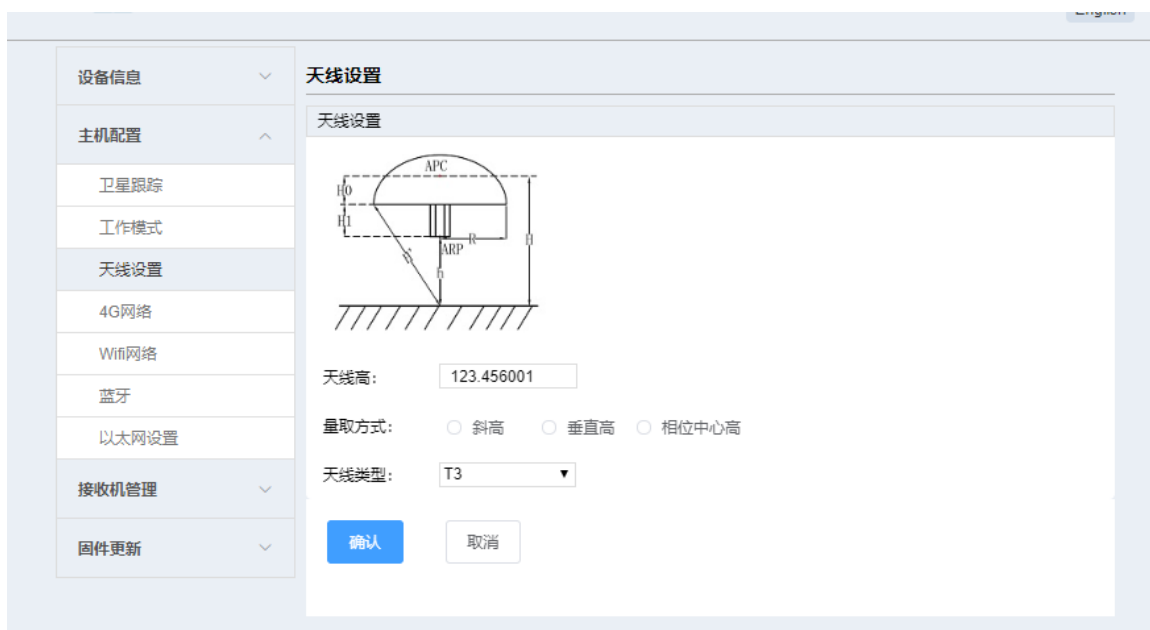 设备信息
主机配置
卫星跟踪
工作模式
天线设置
4G网络
Wifi网络
蓝牙
以太网设置
接收机管理
固件更新
天线设置
天线设置
APC
H0
H1
R
H
ARP
h
天线高: 123.456001
量取方式: 斜高 垂直高 相位中心高
天线类型: T3
确认 取消